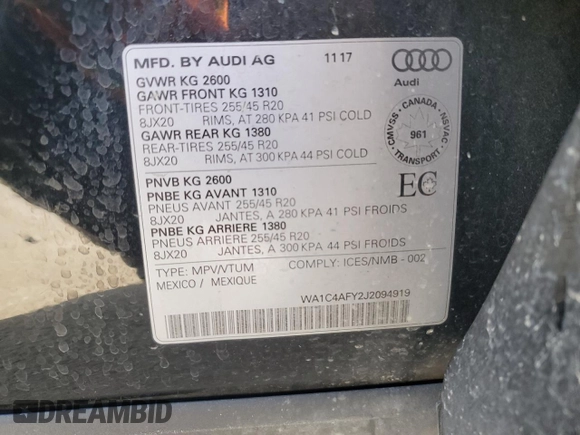 MFD. BY AUDI AG 11 17
Audi
GVWR KG 2600
GAWR FRONT KG 1310
FRONT-TIRES 255/45 R20
8JX20 RIMS, AT 280 KPA 41 PSI COLD
GAWR REAR KG 1380
REAR-TIRES 255/45 R20
8JX20 RIMS, AT 300 KPA 44 PSI COLD
CMVSS - CANADA - NSVAC
961
TRANSPORT
PNVB KG 2600
PNBE KG AVANT 1310
PNEUS AVANT 255/45 R20
8JX20 JANTES, A 280 KPA 41 PSI FROIDS
PNBE KG ARRIERE 1380
PNEUS ARRIERE 255/45 R20
8JX20 JANTES, A 300 KPA 44 PSI FROIDS
EC
TYPE: MPV/VTUM COMPLY: ICES/NMB - 002
MEXICO / MEXIQUE
WA1C4AFY2J2094919
DREAMBID